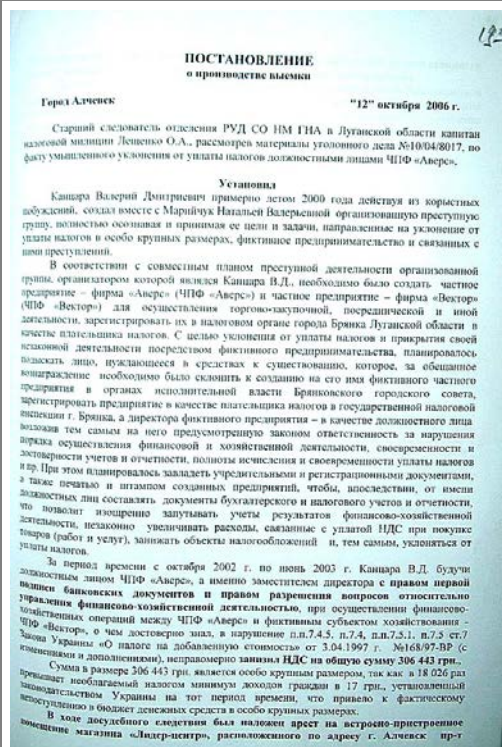 ПОСТАНОВЛЕНИЕ
о производстве выемки
Город Алчевск "12" октября 2006 г.
Старший следователь отделения РУД СО НМ ГНА в Луганской области капитан
налоговой милиции Лещенко О.А., рассмотрев материалы уголовного дела №10/04/8017, по
факту умышленного уклонения от уплаты налогов должностными лицами ЧПФ «Аверс»,
Установил
Канцара Валерий Дмитриевич примерно летом 2000 года действуя из корыстных
побуждений, создал вместе с Марийчук Натальей Валерьевной организованную преступную
группу, полностью осознавая и принимая ее цели и задачи, направленные на уклонение от
уплаты налогов в особо крупных размерах, фиктивное предпринимательство и связанных с
ними преступлений.
В соответствии с совместным планом преступной деятельности организованной
группы, организатором которой являлся Канцара В.Д., необходимо было создать частное
предприятие – фирма «Аверс» (ЧПФ «Аверс») и частное предприятие – фирма «Вектор»
(ЧПФ «Вектор») для осуществления торгово-закупочной, посреднической и иной
деятельности, зарегистрировать их в налоговом органе города Брянка Луганской области в
качестве плательщика налогов. С целью уклонения от уплаты налогов и прикрытия своей
незаконной деятельности посредством фиктивного предпринимательства, планировалось
подыскать лицо, нуждающееся в средствах к существованию, которое, за обещанное
вознаграждение необходимо было склонить к созданию на его имя фиктивного частного
предприятия в органах исполнительной власти Брянковского городского совета,
зарегистрировать предприятие в качестве плательщика налогов в государственной налоговой
инспекции г. Брянка, а директора фиктивного предприятия – в качестве должностного лица
возложив тем самым на него предусмотренную законом ответственность за нарушения
порядка осуществления финансовой и хозяйственной деятельности, своевременности и
достоверности учетов и отчетности, полноты исчисления и своевременности уплаты налогов
и пр. При этом планировалось завладеть учредительными и регистрационными документами,
а также печатью и штампом созданных предприятий, чтобы, впоследствии, от имени
должностных лиц составлять документы бухгалтерского и налогового учетов и отчетности,
что позволит изощренно запутывать учеты результатов финансово-хозяйственной
деятельности, незаконно увеличивать расходы, связанные с уплатой НДС при покупке
товаров (работ и услуг), занижать объекты налогообложений и, тем самым, уклоняться от
уплаты налогов.
За период времени с октября 2002 г. по июнь 2003 г. Канцара В.Д. будучи
должностным лицом ЧПФ «Аверс», а именно заместителем директора с правом первой
подписи банковских документов и правом разрешения вопросов относительно
управления финансово-хозяйственной деятельностью, при осуществлении финансово-
хозяйственных операций между ЧПФ «Аверс» и фиктивным субъектом хозяйствования -
ЧПФ «Вектор», о чем достоверно знал, в нарушение п.п.7.4.5. п.7.4, п.п.7.5.1. п.7.5 ст.7
Закона Украины «О налоге на добавленную стоимость» от 3.04.1997 г. №168/97-ВР (с
изменениями и дополнениями), неправомерно занизил НДС на общую сумму 306 443 грн.,
Сумма в размере 306 443 грн. является особо крупным размером, так как в 18 026 раз
превышает необлагаемый налогом минимум доходов граждан в 17 грн., установленный
законодательством Украины на тот период времени, что привело к фактическому
непоступлению в бюджет денежных средств в особо крупных размерах.
В ходе досудебного следствия был наложен арест на встроено-пристроенное
помещение магазина «Лидер-центр», расположенного по адресу г. Алчевск пр-т